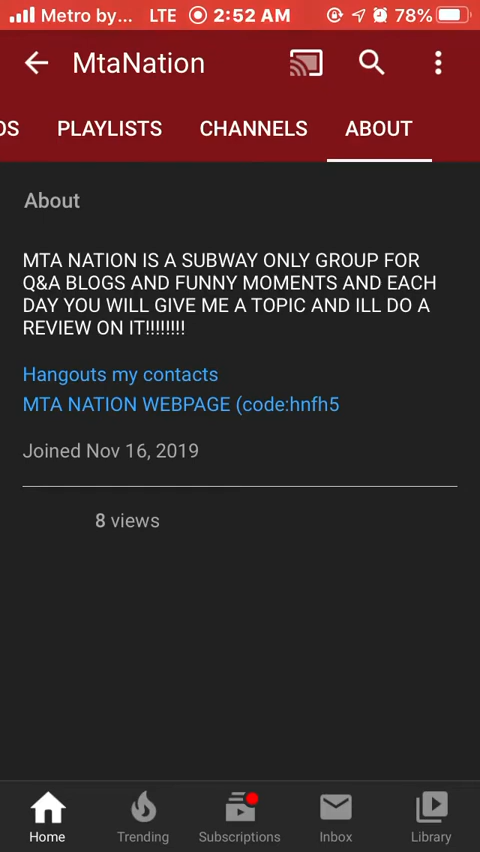 Metro by... LTE 2:52 AM 78%
MtaNation
OS PLAYLISTS CHANNELS ABOUT
About
MTA NATION IS A SUBWAY ONLY GROUP FOR
Q&A BLOGS AND FUNNY MOMENTS AND EACH
DAY YOU WILL GIVE ME A TOPIC AND ILL DO A
REVIEW ON IT!!!!!!!!
Hangouts my contacts
MTA NATION WEBPAGE (code:hnfh5
Joined Nov 16, 2019
8 views
Home Trending Subscriptions Inbox Library